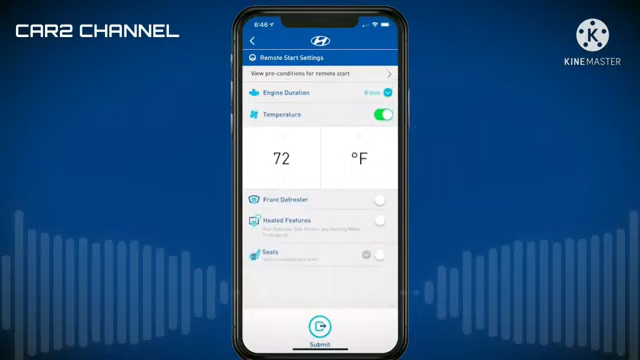 CAR2 CHANNEL
K
KINEMASTER
6:46
Remote Start Settings
View pre-conditions for remote start
Engine Duration
Temperature
72
°F
Front Defroster
Heated Features
Seats
Submit